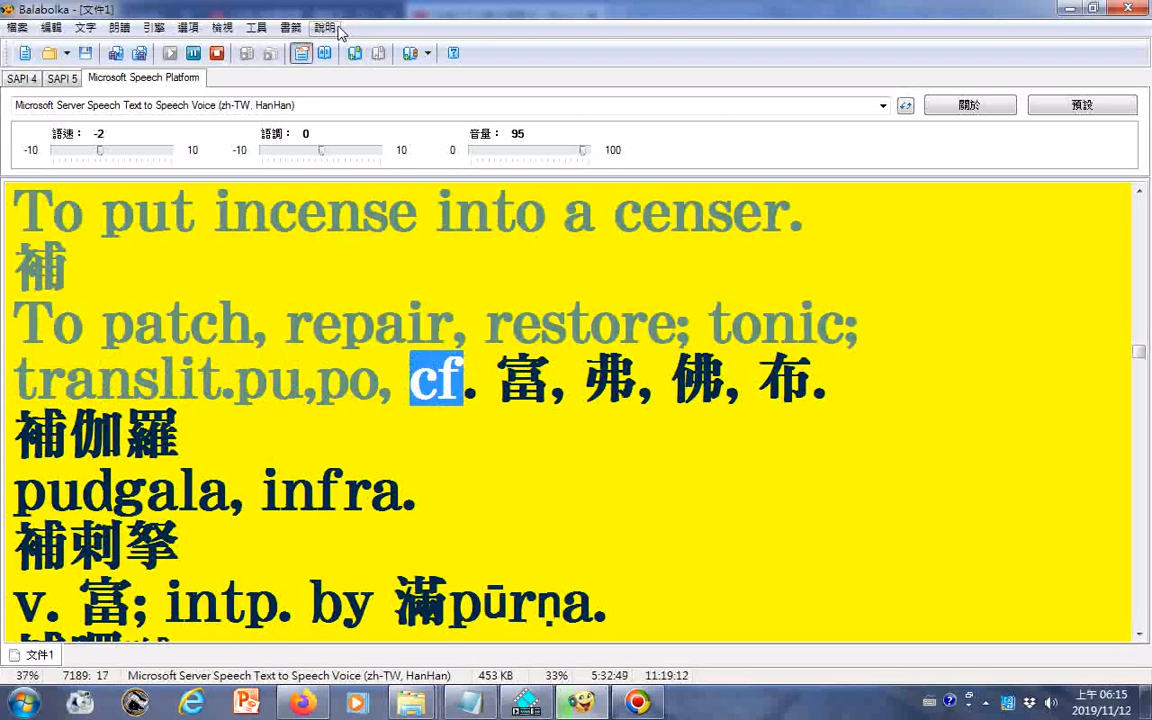 Balabolka - [文件1]
檔案 編輯 文字 朗讀 引擎 選項 檢視 工具 書籤 說明
SAPI 4 SAPI 5 Microsoft Speech Platform
Microsoft Server Speech Text to Speech Voice (zh-TW, HanHan) 關於 預設
語速： -2 語調： 0 音量： 95
-10 10 -10 10 0 100
To put incense into a censer.
補
To patch, repair, restore; tonic;
translit.pu,po, cf. 富, 弗, 佛, 布.
補伽羅
pudgala, infra.
補剌拏
v. 富; intp. by 滿pūrṇa.
文件1
37% 7189: 17 Microsoft Server Speech Text to Speech Voice (zh-TW, HanHan) 453 KB 33% 5:32:49 11:19:12
上午 06:15
2019/11/12